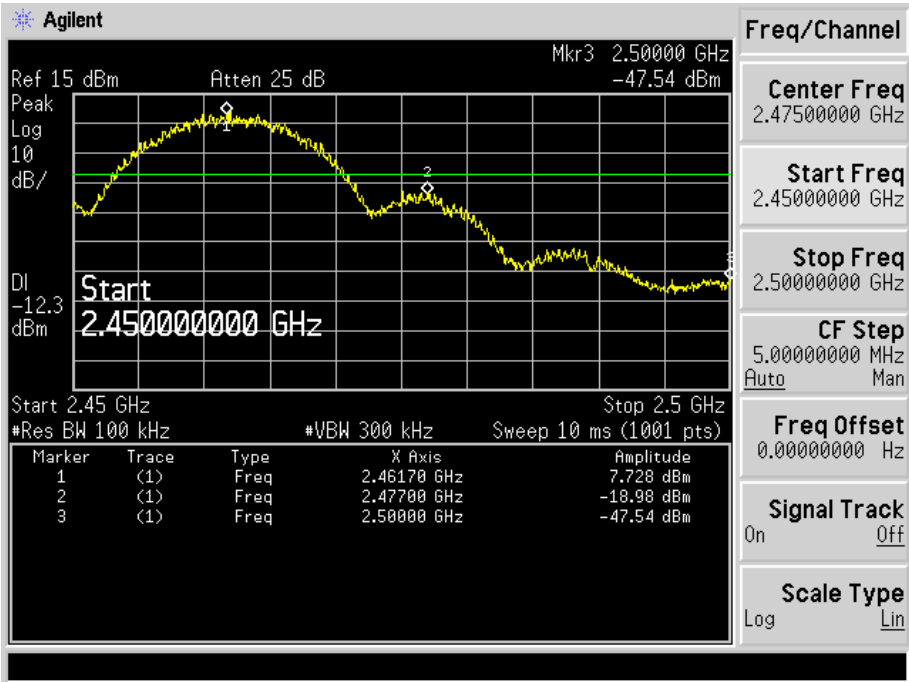 Agilent
Freq/Channel
Mkr3 2.50000 GHz
Ref 15 dBm Atten 25 dB -47.54 dBm
Peak
Log
10
dB/
1
2
3
DI
-12.3
dBm
Start
2.450000000 GHz
Start 2.45 GHz Stop 2.5 GHz
#Res BW 100 kHz #VBW 300 kHz Sweep 10 ms (1001 pts)
Marker Trace Type X Axis Amplitude
1 (1) Freq 2.46170 GHz 7.728 dBm
2 (1) Freq 2.47700 GHz -18.98 dBm
3 (1) Freq 2.50000 GHz -47.54 dBm
Center Freq
2.47500000 GHz
Start Freq
2.45000000 GHz
Stop Freq
2.50000000 GHz
CF Step
5.00000000 MHz
Auto Man
Freq Offset
0.00000000 Hz
Signal Track
On Off
Scale Type
Log Lin